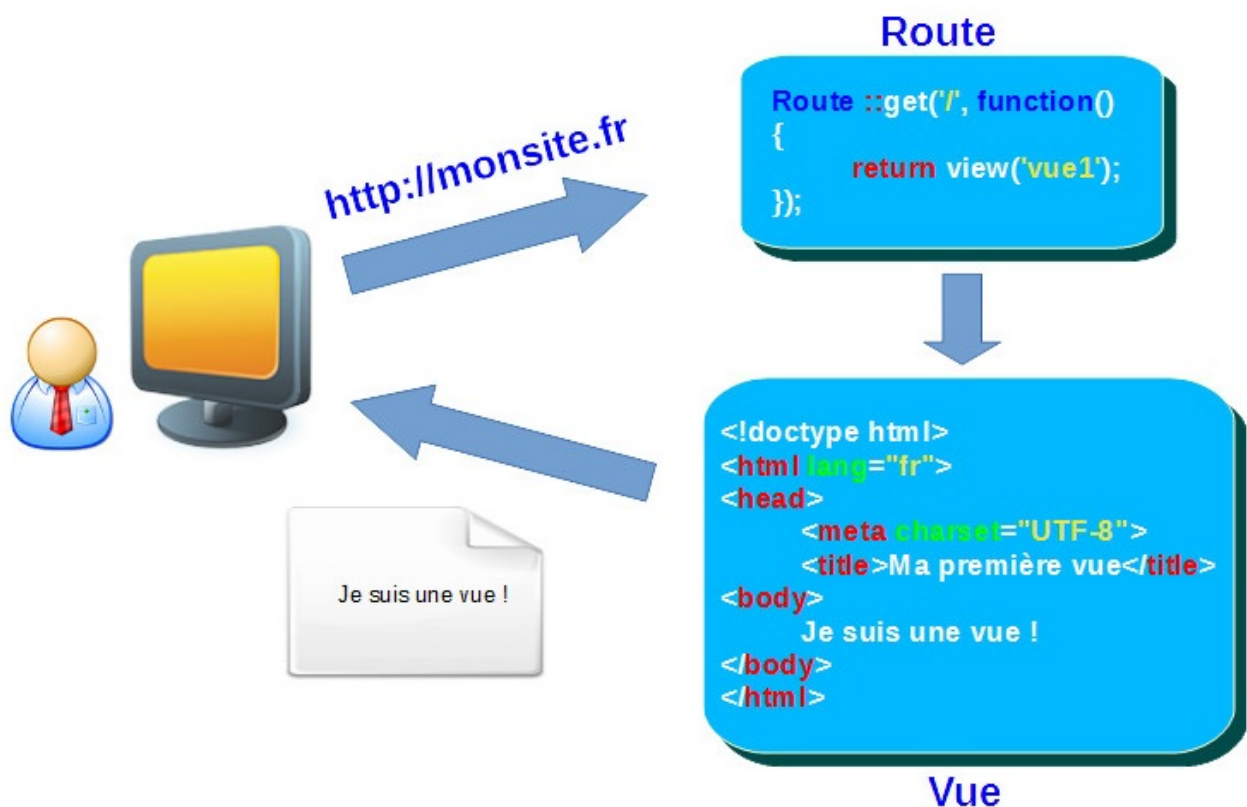 Route
Route ::get('/', function()
{
return view('vue1');
});
http://monsite.fr
<!doctype html>
<html lang="fr">
<head>
<meta charset="UTF-8">
<title>Ma première vue</title>
<body>
Je suis une vue !
</body>
</html>
Vue
Je suis une vue !